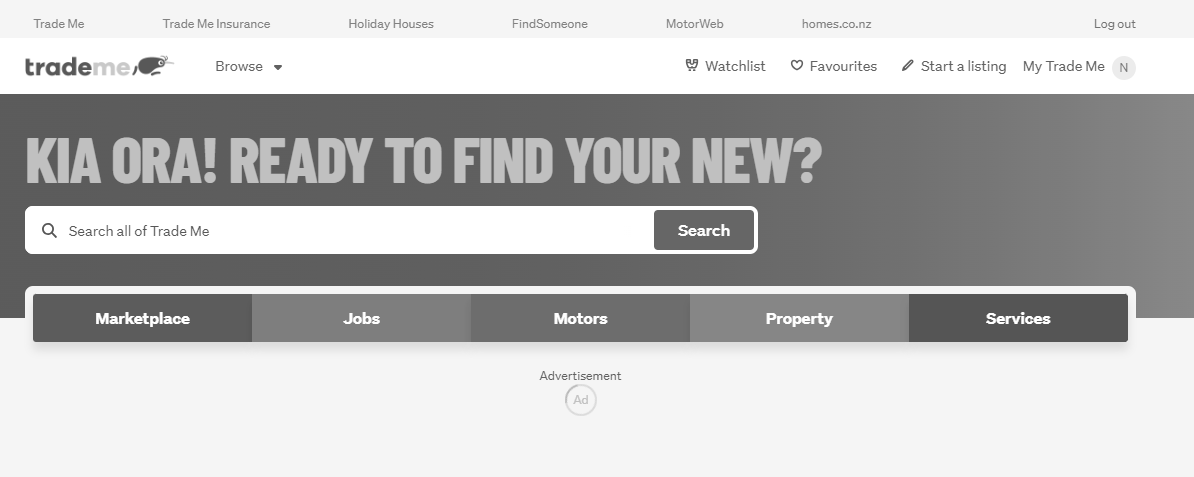 Trade Me Trade Me Insurance Holiday Houses FindSomeone MotorWeb homes.co.nz Log out
trademe Browse Watchlist Favourites Start a listing My Trade Me N
KIA ORA! READY TO FIND YOUR NEW?
Search all of Trade Me Search
Marketplace Jobs Motors Property Services
Advertisement
Ad